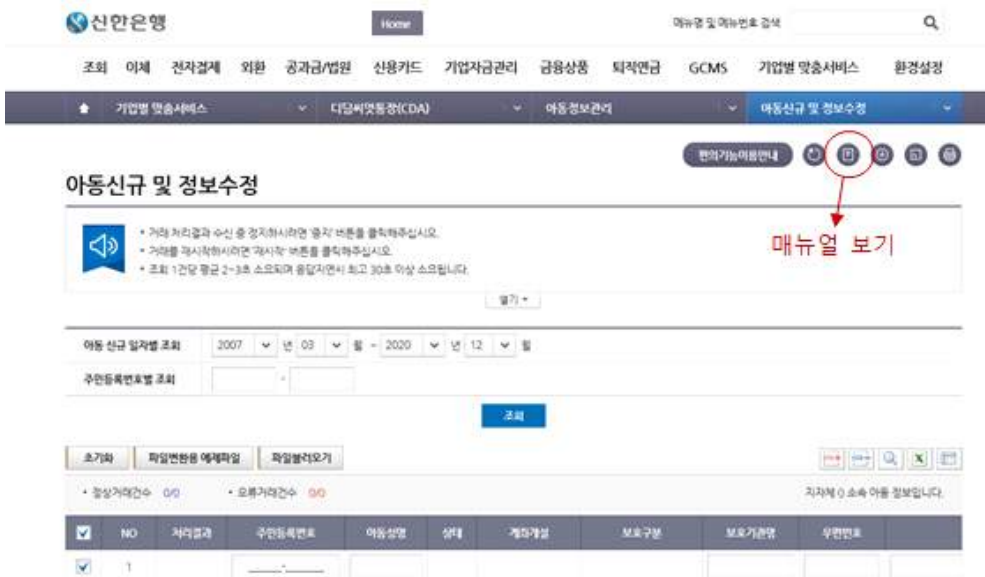 신한은행
Home
메뉴명 및 메뉴번호 검색
조회 이체 전자결제 외환 공과금/법원 신용카드 기업자금관리 금융상품 퇴직연금 GCMS 기업별 맞춤서비스 환경설정
기업별 맞춤서비스 디딤씨앗통장(CDA) 아동정보관리 아동신규 및 정보수정
편의기능이용안내
아동신규 및 정보수정
• 거래 처리결과 수신 중 정지하시려면 '중지' 버튼을 클릭해주십시오.
• 거래를 재시작하시려면 '재시작' 버튼을 클릭해주십시오.
• 조회 1건당 평균 2~3초 소요되며 응답지연시 최고 30초 이상 소요됩니다.
매뉴얼 보기
열기
아동 신규 일자별 조회 2007 년 03 월 ~ 2020 년 12 월
주민등록번호별 조회 -
조회
초기화 파일변환용 예제파일 파일불러오기
• 정상거래건수 0/0 • 오류거래건수 0/0 지자체 () 소속 아동 정보입니다.
NO 처리결과 주민등록번호 아동성명 상태 계좌개설 보호구분 보호기관명 우편번호
1 ______-_______